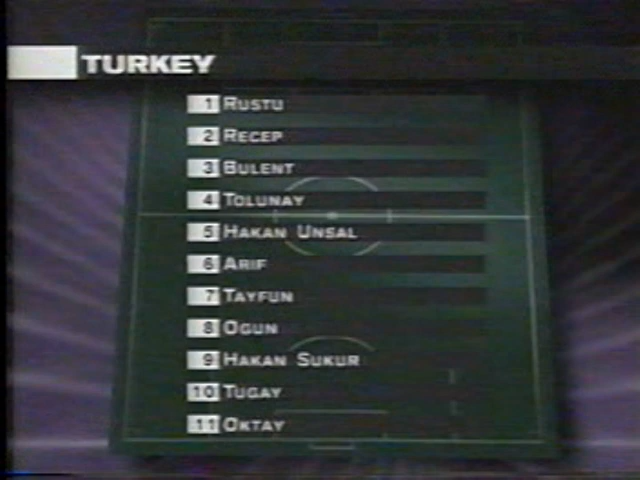 TURKEY
1 RUSTU
2 RECEP
3 BULENT
4 TOLUNAY
5 HAKAN UNSAL
6 ARIF
7 TAYFUN
8 OGUN
9 HAKAN SUKUR
10 TUGAY
11 OKTAY